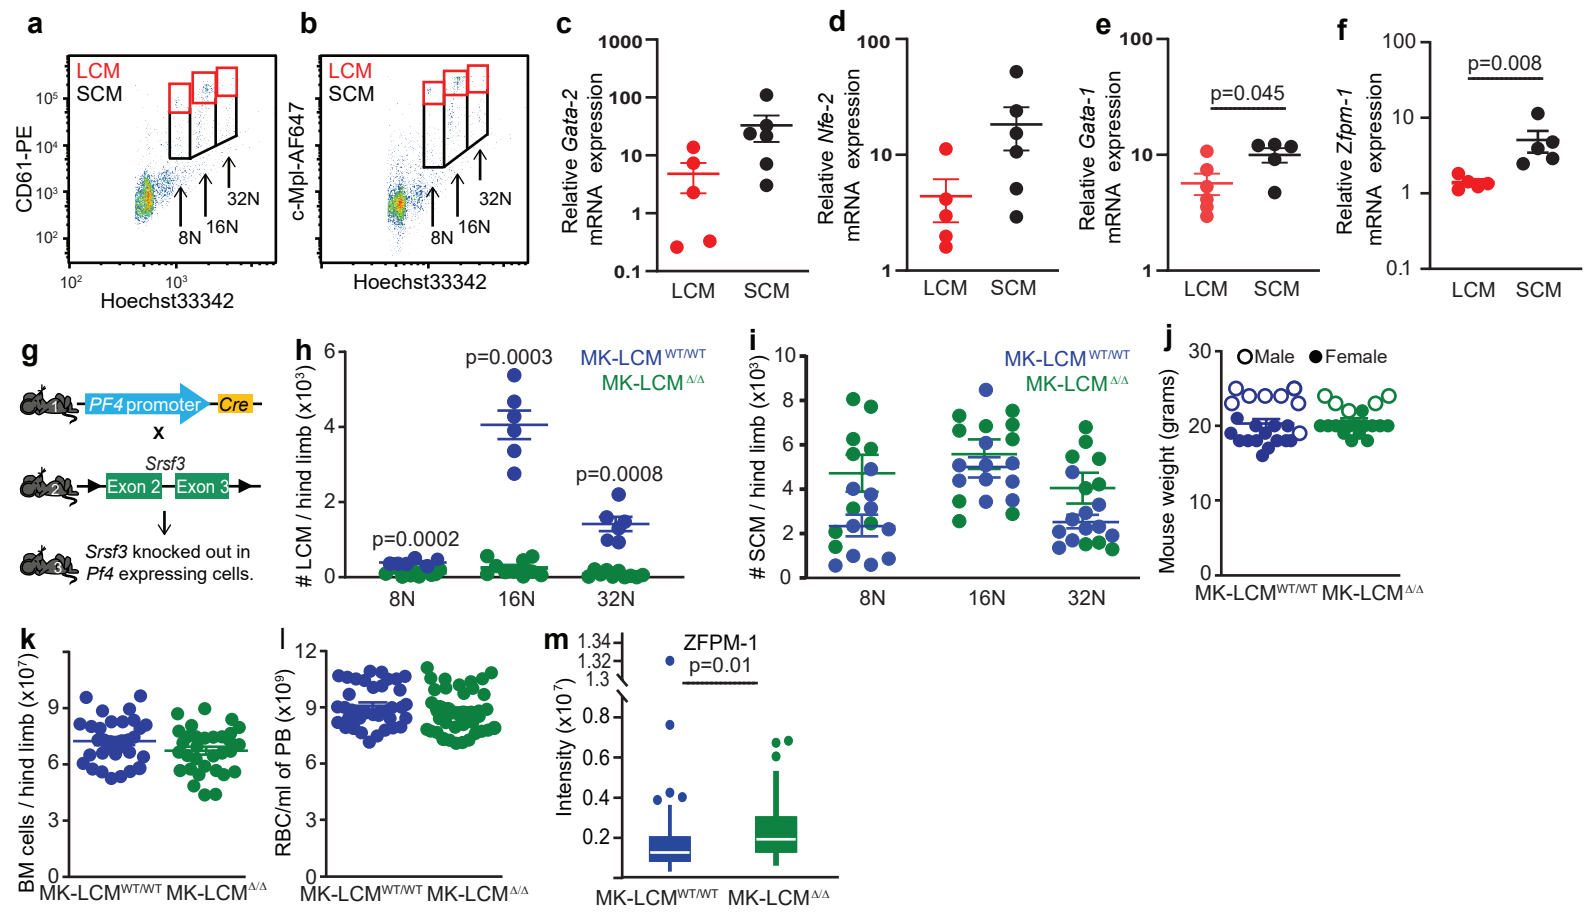 a
LCM
SCM
CD61-PE
10⁵
10³
10²
8N
16N
32N
10²
10³
Hoechst33342
b
LCM
SCM
c-Mpl-AF647
8N
16N
32N
Hoechst33342
c
Relative Gata-2
mRNA expression
1000
100
10
1
0.1
LCM
SCM
d
Relative Nfe-2
mRNA expression
100
10
1
LCM
SCM
e
Relative Gata-1
mRNA expression
100
10
1
p=0.045
LCM
SCM
f
Relative Zfpm-1
mRNA expression
100
10
1
0.1
p=0.008
LCM
SCM
g
1
PF4 promoter
Cre
x
Srsf3
2
Exon 2
Exon 3
3
Srsf3 knocked out in
Pf4 expressing cells.
h
# LCM / hind limb (x10³)
6
4
2
0
p=0.0002
p=0.0003
p=0.0008
MK-LCM WT/WT
MK-LCM Δ/Δ
8N
16N
32N
i
# SCM / hind limb (x10³)
10
8
6
4
2
0
MK-LCM WT/WT
MK-LCM Δ/Δ
8N
16N
32N
j
Mouse weight (grams)
30
20
10
0
Male
Female
MK-LCM WT/WT
MK-LCM Δ/Δ
k
BM cells / hind limb (x10⁷)
9
6
3
0
MK-LCM WT/WT
MK-LCM Δ/Δ
l
RBC/ml of PB (x10⁹)
12
9
6
3
0
MK-LCM WT/WT
MK-LCM Δ/Δ
m
Intensity (x10⁷)
1.34
1.32
1.3
0.8
0.6
0.4
0.2
ZFPM-1
p=0.01
MK-LCM WT/WT
MK-LCM Δ/Δ